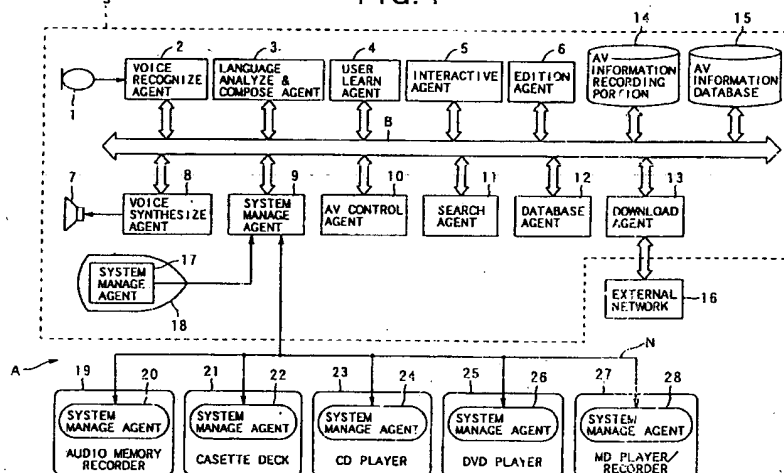 2
3
4
5
6
14
15
VOICE
RECOGNIZE
AGENT
LANGUAGE
ANALYZE &
COMPOSE AGENT
USER
LEARN
AGENT
INTERACTIVE
AGENT
EDITION
AGENT
AV
INFORMATION
RECORDING
PORTION
AV
INFORMATION
DATABASE
1
B
7
8
9
10
11
12
13
VOICE
SYNTHESIZE
AGENT
SYSTEM
MANAGE
AGENT
AV CONTROL
AGENT
SEARCH
AGENT
DATABASE
AGENT
DOWNLOAD
AGENT
17
SYSTEM
MANAGE
AGENT
18
EXTERNAL
NETWORK
16
A
N
19
20
21
22
23
24
25
26
27
28
SYSTEM
MANAGE AGENT
AUDIO MEMORY
RECORDER
SYSTEM
MANAGE AGENT
CASETTE DECK
SYSTEM
MANAGE AGENT
CD PLAYER
SYSTEM
MANAGE AGENT
DVD PLAYER
SYSTEM
MANAGE AGENT
MD PLAYER/
RECORDER